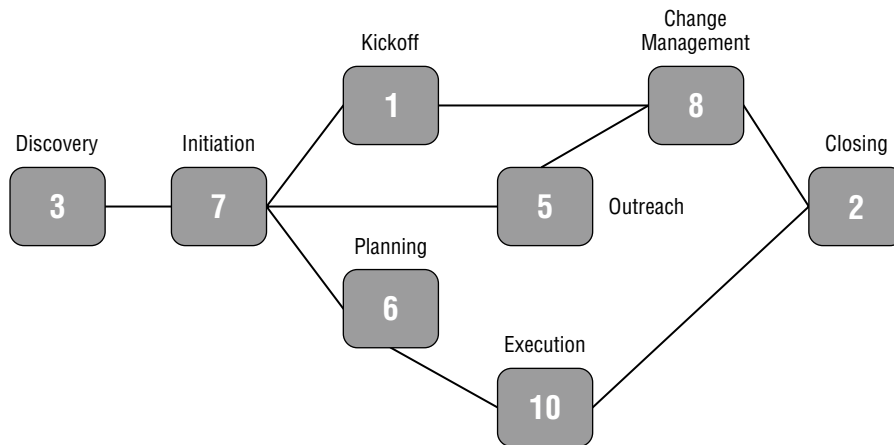 Kickoff
1
Change
Management
8
Discovery
3
Initiation
7
5
Outreach
Closing
2
Planning
6
Execution
10